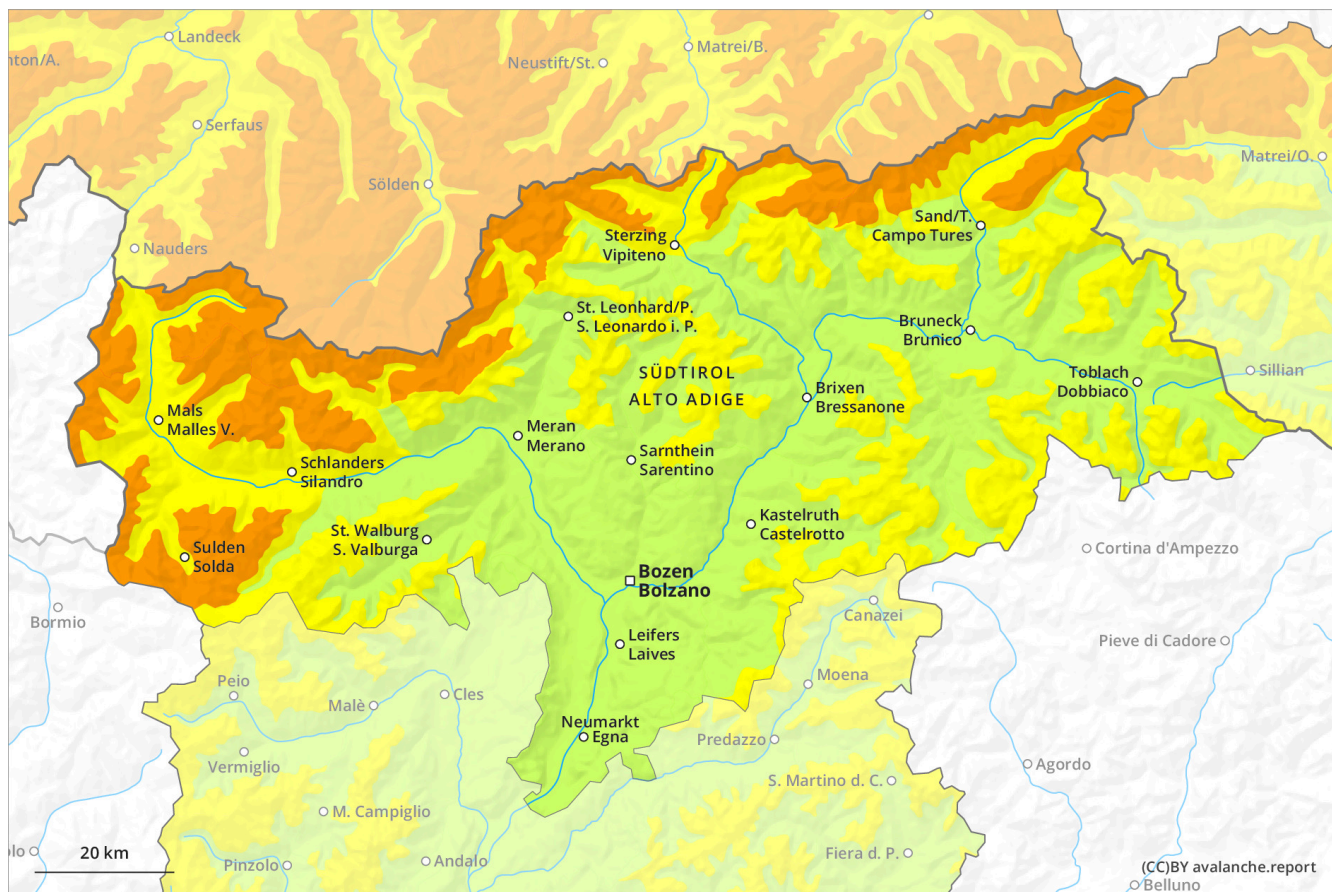 Landeck
nton/A.
Neustift/St.
Matrei/B.
Serfaus
Matrei/O.
Sölden
Nauders
Sterzing
Vipiteno
Sand/T.
Campo Tures
St. Leonhard/P.
S. Leonardo i. P.
Bruneck
Brunico
SÜDTIROL
ALTO ADIGE
Toblach
Dobbiaco
Sillian
Brixen
Bressanone
Mals
Malles V.
Meran
Merano
Schlanders
Silandro
Sarnthein
Sarentino
Kastelruth
Castelrotto
St. Walburg
S. Valburga
Sulden
Solda
Cortina d'Ampezzo
Bozen
Bolzano
Bormio
Canazei
Leifers
Laives
Pieve di Cadore
Peio
Moena
Malè
Cles
Neumarkt
Egna
Predazzo
Vermiglio
Agordo
S. Martino d. C.
M. Campiglio
olo
20 km
Pinzolo
Andalo
Fiera d. P.
(CC)BY avalanche.report
Belluno